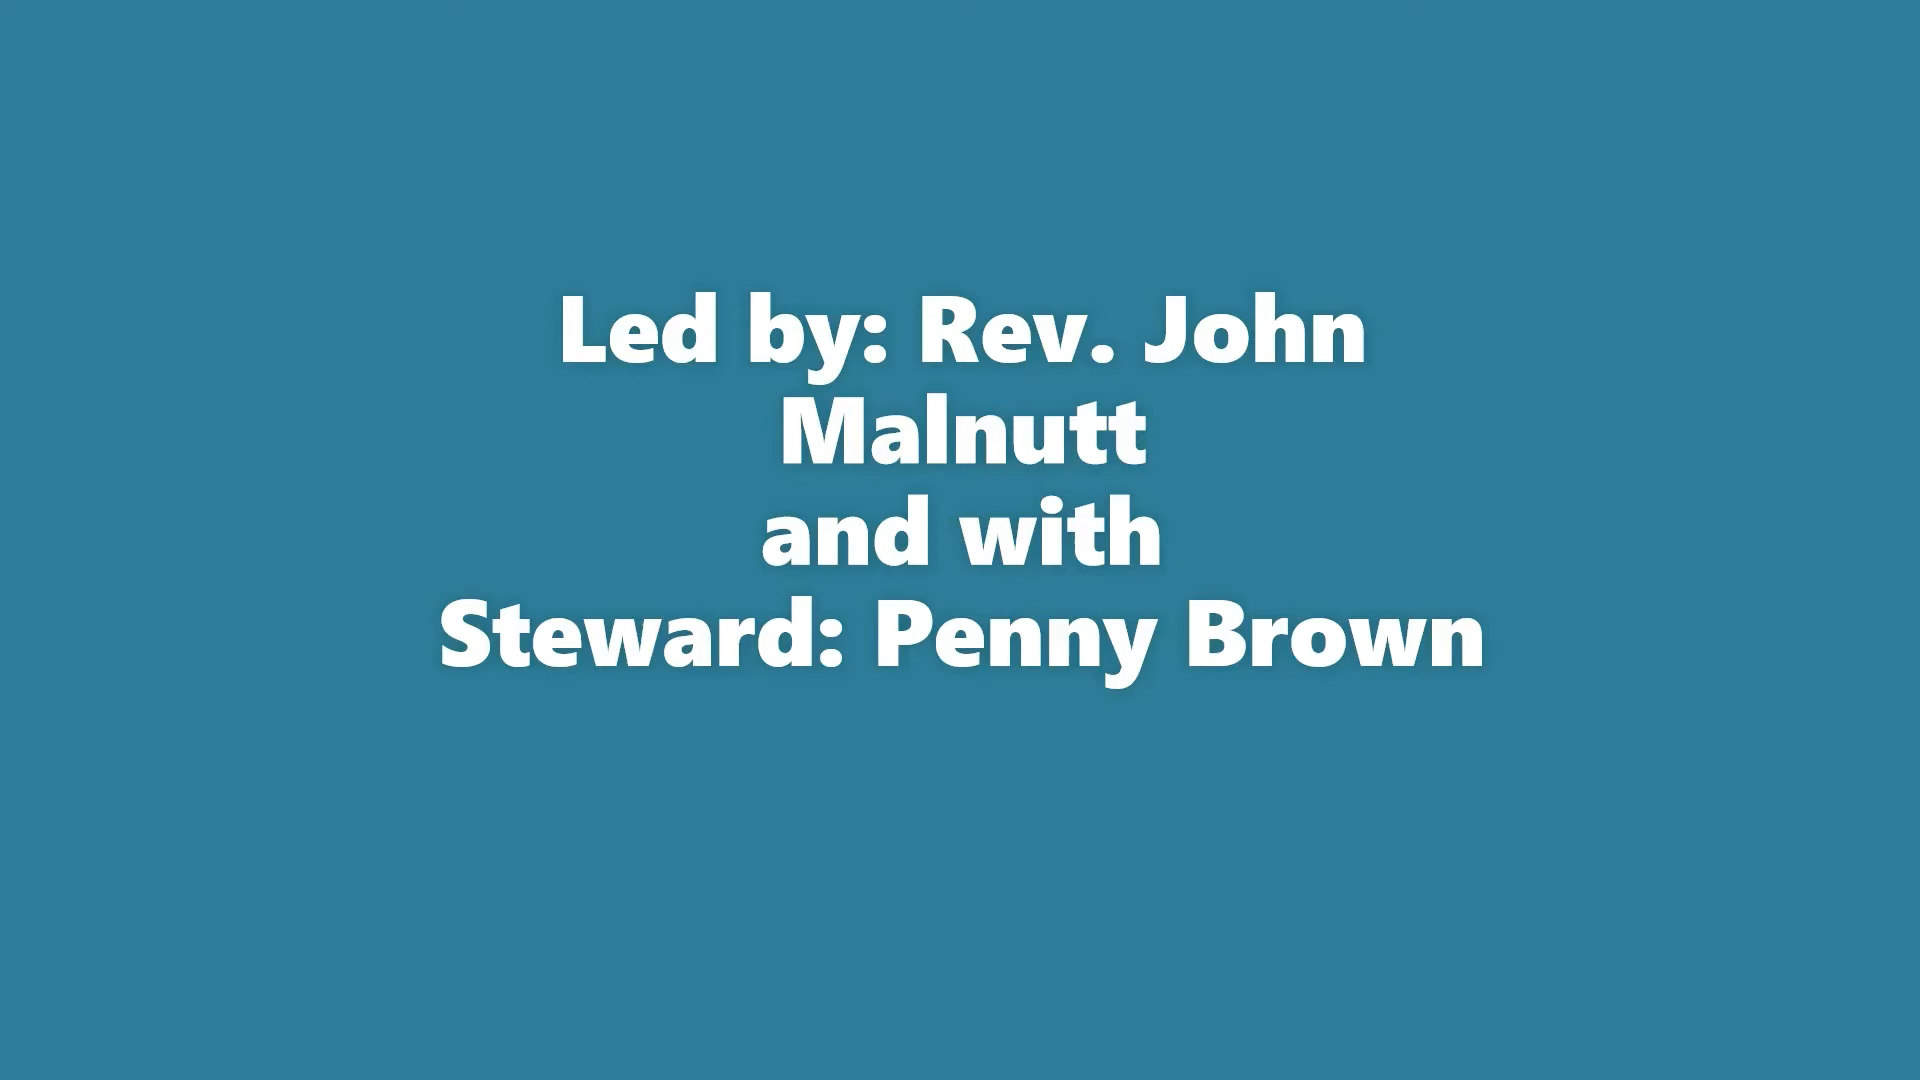 Led by: Rev. John
Malnutt
and with
Steward: Penny Brown